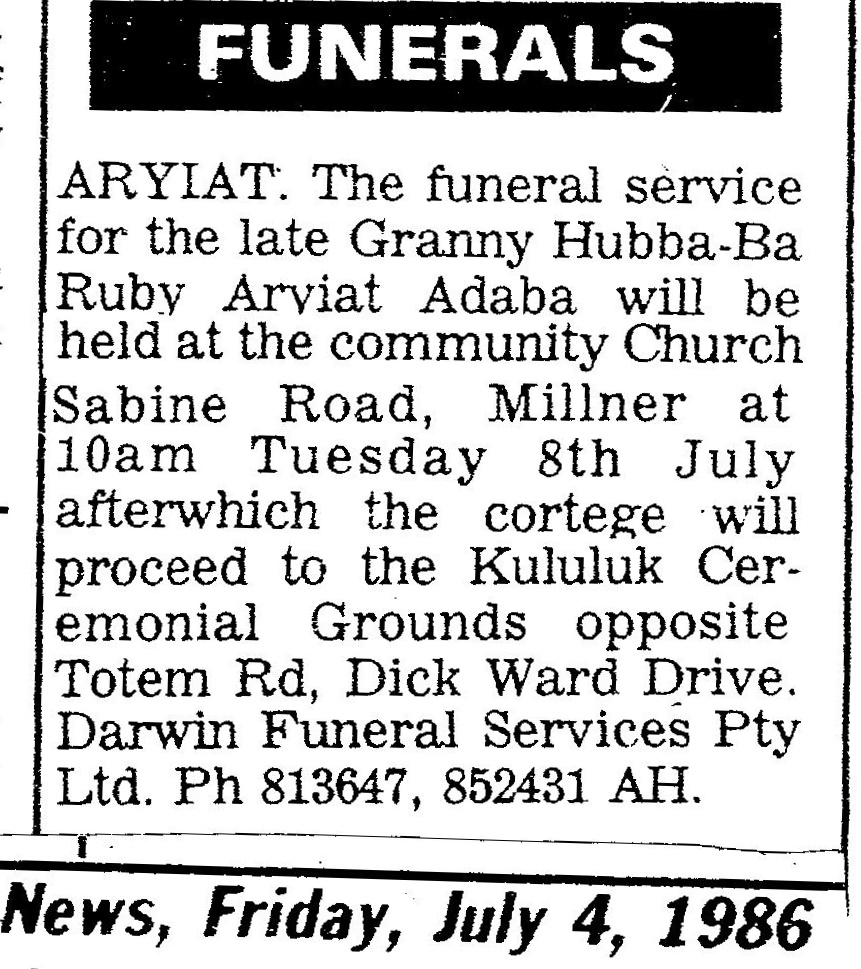 FUNERALS
ARYIAT. The funeral service
for the late Granny Hubba-Ba
Ruby Aryiat Adaba will be
held at the community Church
Sabine Road, Millner at
10am Tuesday 8th July
afterwhich the cortege will
proceed to the Kululuk Cer-
emonial Grounds opposite
Totem Rd, Dick Ward Drive.
Darwin Funeral Services Pty
Ltd. Ph 813647, 852431 AH.
News, Friday, July 4, 1986